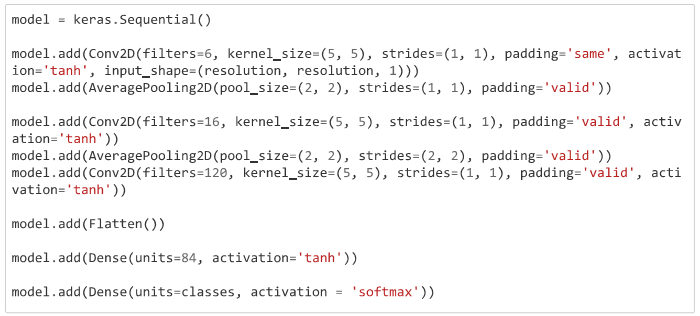 model = keras.Sequential()
model.add(Conv2D(filters=6, kernel_size=(5, 5), strides=(1, 1), padding='same', activat
ion='tanh', input_shape=(resolution, resolution, 1)))
model.add(AveragePooling2D(pool_size=(2, 2), strides=(1, 1), padding='valid'))
model.add(Conv2D(filters=16, kernel_size=(5, 5), strides=(1, 1), padding='valid', activ
ation='tanh'))
model.add(AveragePooling2D(pool_size=(2, 2), strides=(2, 2), padding='valid'))
model.add(Conv2D(filters=120, kernel_size=(5, 5), strides=(1, 1), padding='valid', acti
vation='tanh'))
model.add(Flatten())
model.add(Dense(units=84, activation='tanh'))
model.add(Dense(units=classes, activation = 'softmax'))